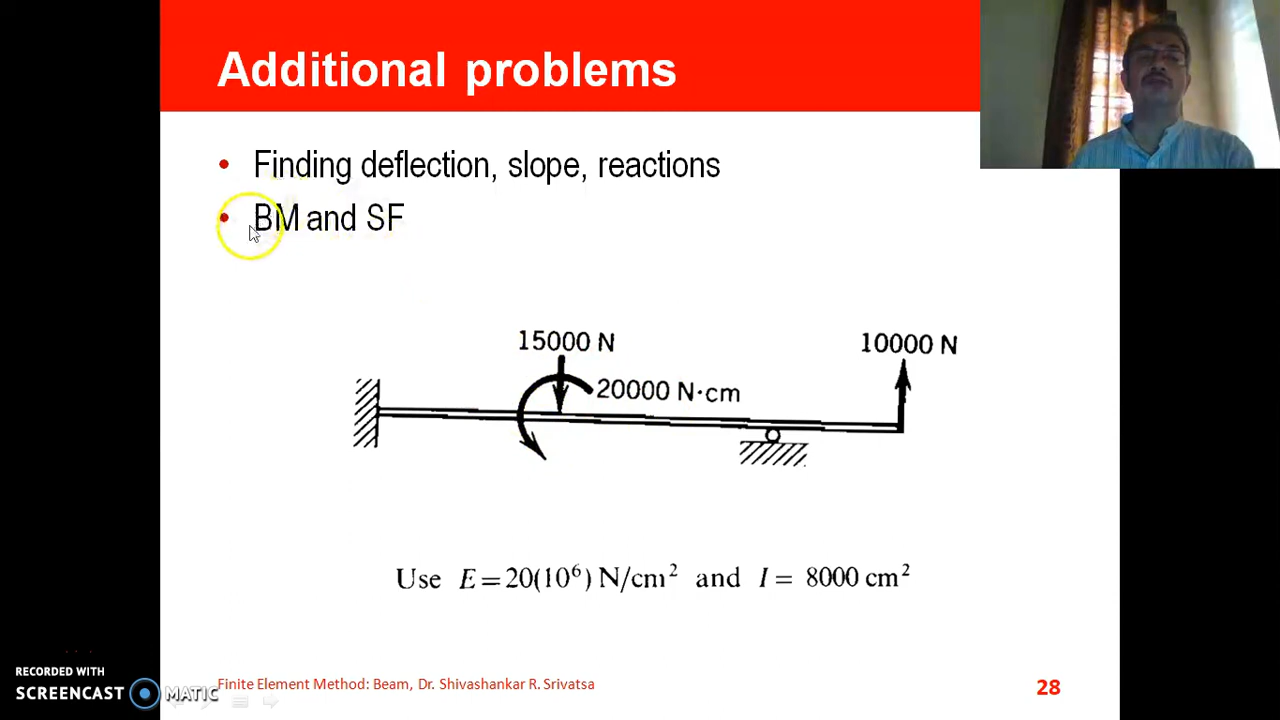 Additional problems
• Finding deflection, slope, reactions
• BM and SF
15000 N
10000 N
20000 N·cm
Use E=20(10⁶) N/cm² and I= 8000 cm²
RECORDED WITH
SCREENCAST MATIC
Finite Element Method: Beam, Dr. Shivashankar R. Srivatsa
28